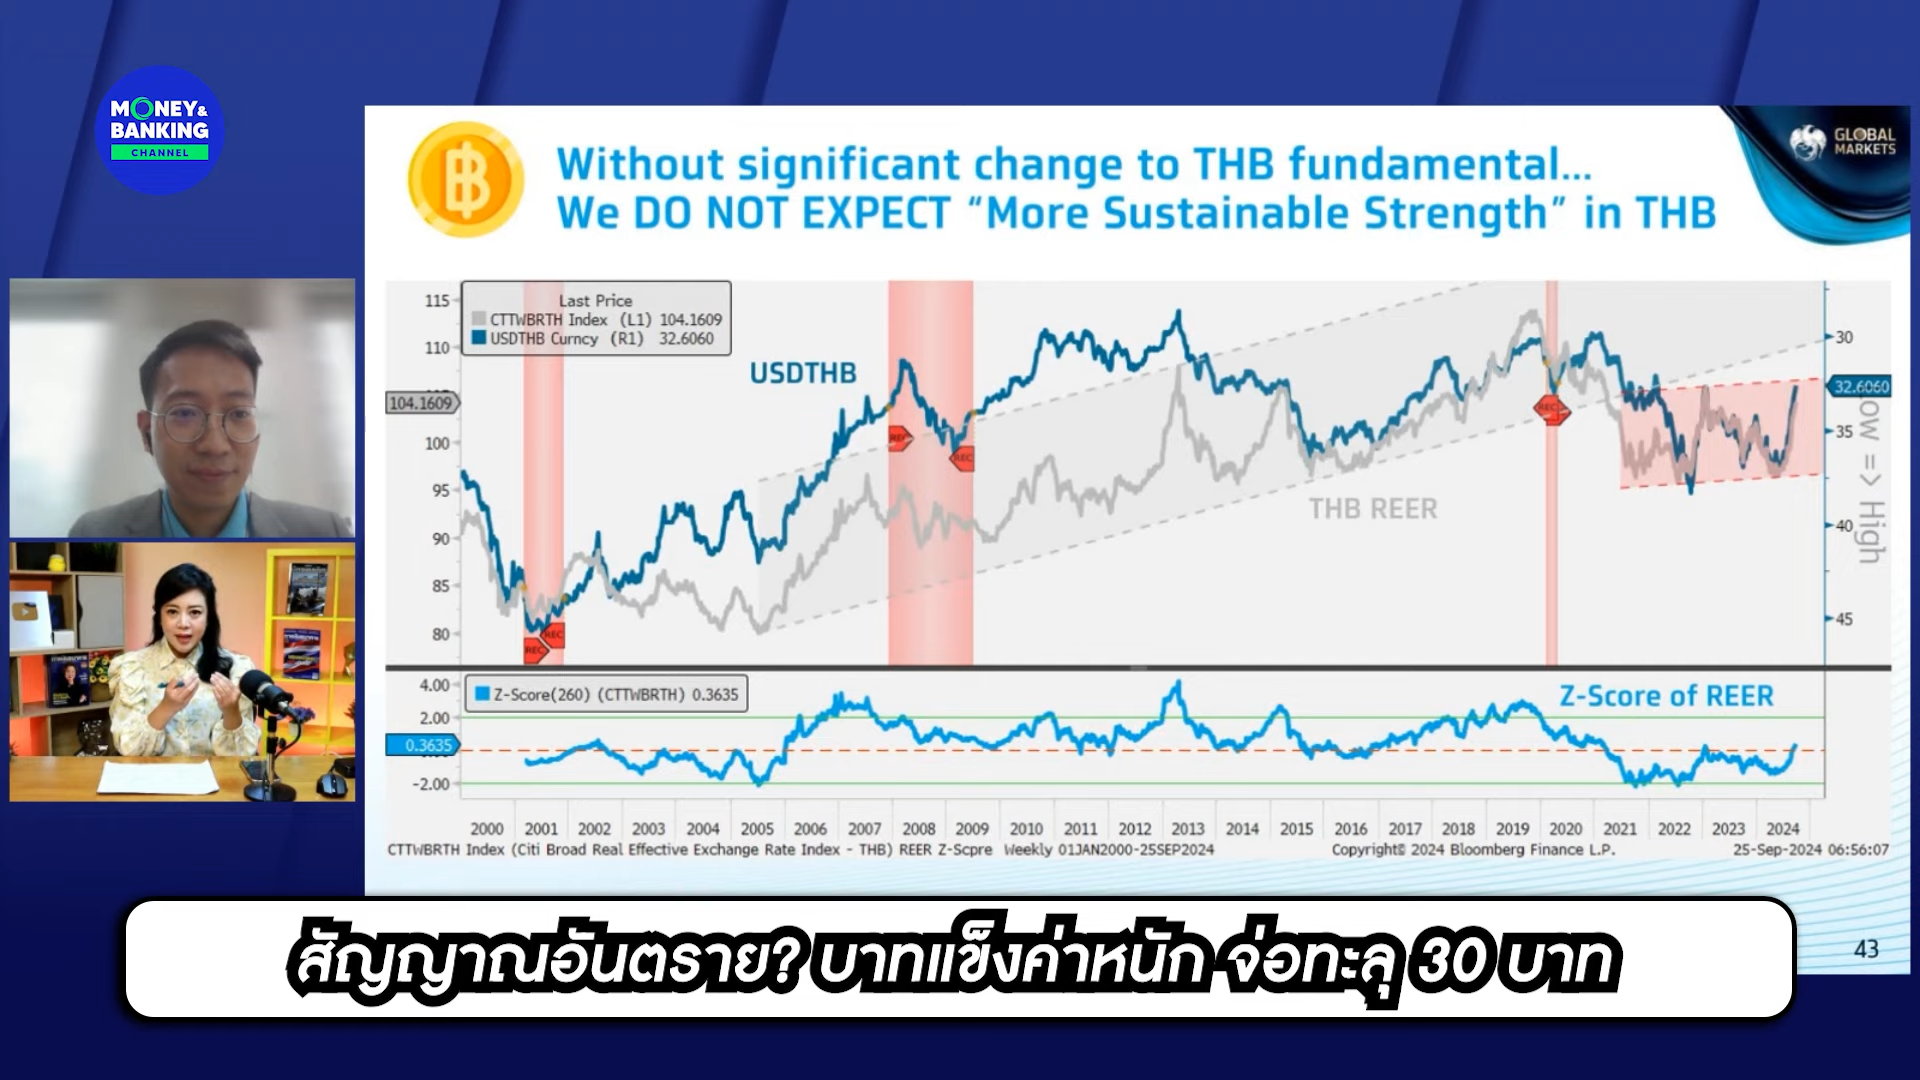 MONEY&
BANKING
CHANNEL
GLOBAL
MARKETS
Without significant change to THB fundamental...
We DO NOT EXPECT “More Sustainable Strength” in THB
Last Price
CTTWBRTH Index (L1) 104.1609
USDTHB Curncy (R1) 32.6060
USDTHB
THB REER
115
110
104.1609
100
95
90
85
80
30
32.6060
35
40
45
Low => High
REC
REC
REC
REC
REC
Z-Score(260) (CTTWBRTH) 0.3635
Z-Score of REER
4.00
2.00
0.3635
-2.00
2000 2001 2002 2003 2004 2005 2006 2007 2008 2009 2010 2011 2012 2013 2014 2015 2016 2017 2018 2019 2020 2021 2022 2023 2024
CTTWBRTH Index (Citi Broad Real Effective Exchange Rate Index - THB) REER Z-Scpre Weekly 01JAN2000-25SEP2024 Copyright© 2024 Bloomberg Finance L.P. 25-Sep-2024 06:56:07
43
สัญญาณอันตราย? บาทแข็งค่าหนัก จ่อทะลุ 30 บาท